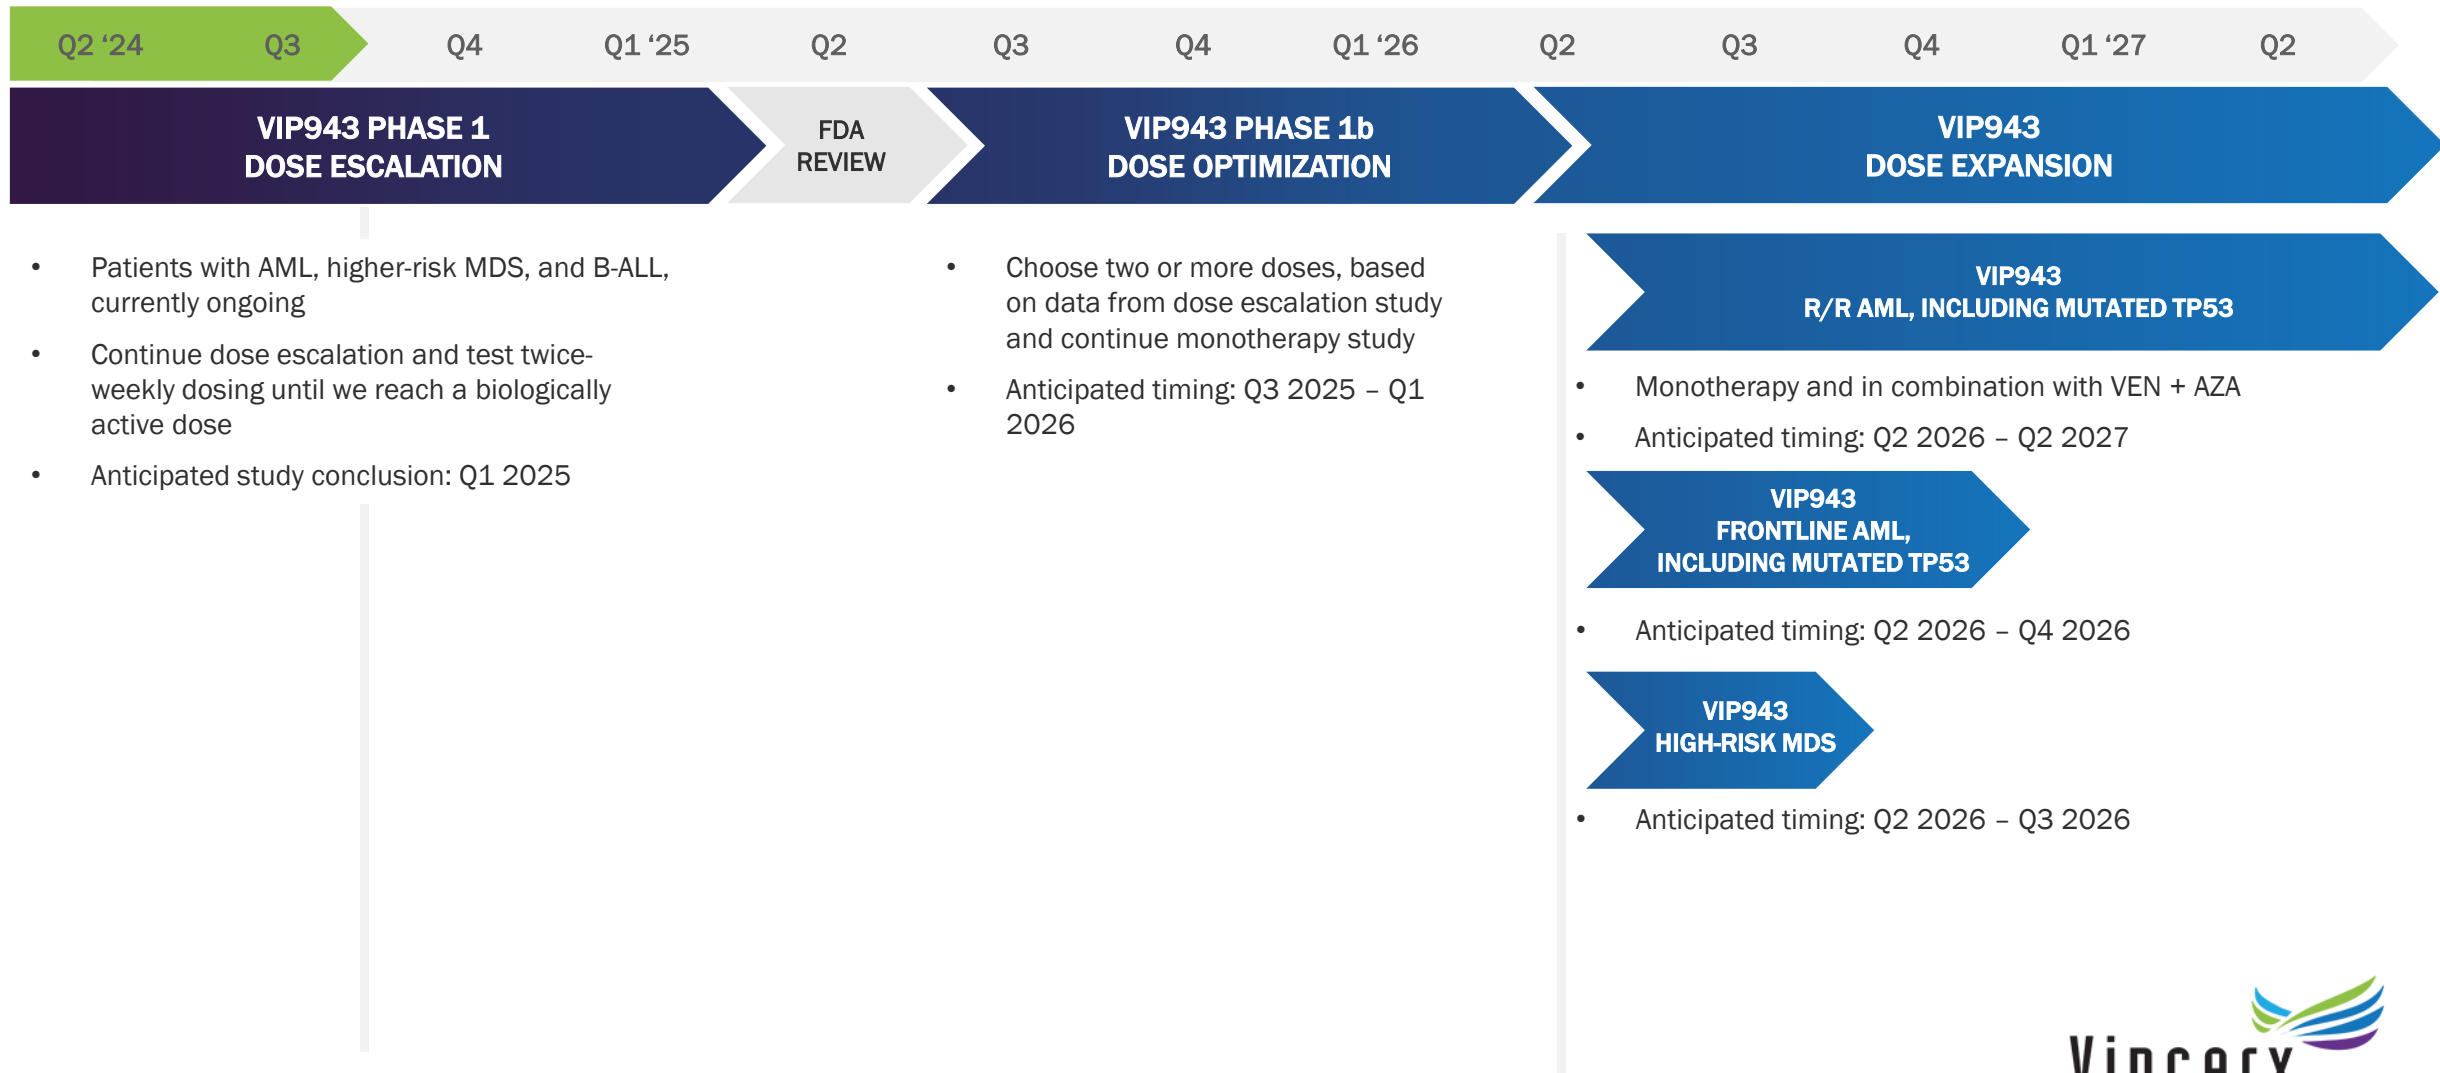 Q2 ‘24 Q3 Q4 Q1 ‘25 Q2 Q3 Q4 Q1 ‘26 Q2 Q3 Q4 Q1 ‘27 Q2
VIP943 PHASE 1
DOSE ESCALATION
FDA
REVIEW
VIP943 PHASE 1b
DOSE OPTIMIZATION
VIP943
DOSE EXPANSION
• Patients with AML, higher-risk MDS, and B-ALL,
currently ongoing
• Continue dose escalation and test twice-
weekly dosing until we reach a biologically
active dose
• Anticipated study conclusion: Q1 2025
• Choose two or more doses, based
on data from dose escalation study
and continue monotherapy study
• Anticipated timing: Q3 2025 – Q1
2026
VIP943
R/R AML, INCLUDING MUTATED TP53
• Monotherapy and in combination with VEN + AZA
• Anticipated timing: Q2 2026 – Q2 2027
VIP943
FRONTLINE AML,
INCLUDING MUTATED TP53
• Anticipated timing: Q2 2026 – Q4 2026
VIP943
HIGH-RISK MDS
• Anticipated timing: Q2 2026 – Q3 2026
Vincerx